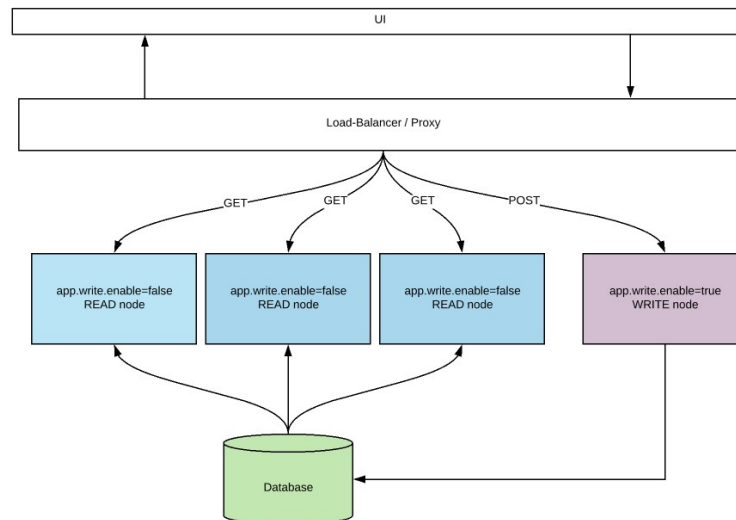 UI
Load-Balancer / Proxy
GET
GET
GET
POST
app.write.enable=false
READ node
app.write.enable=false
READ node
app.write.enable=false
READ node
app.write.enable=true
WRITE node
Database